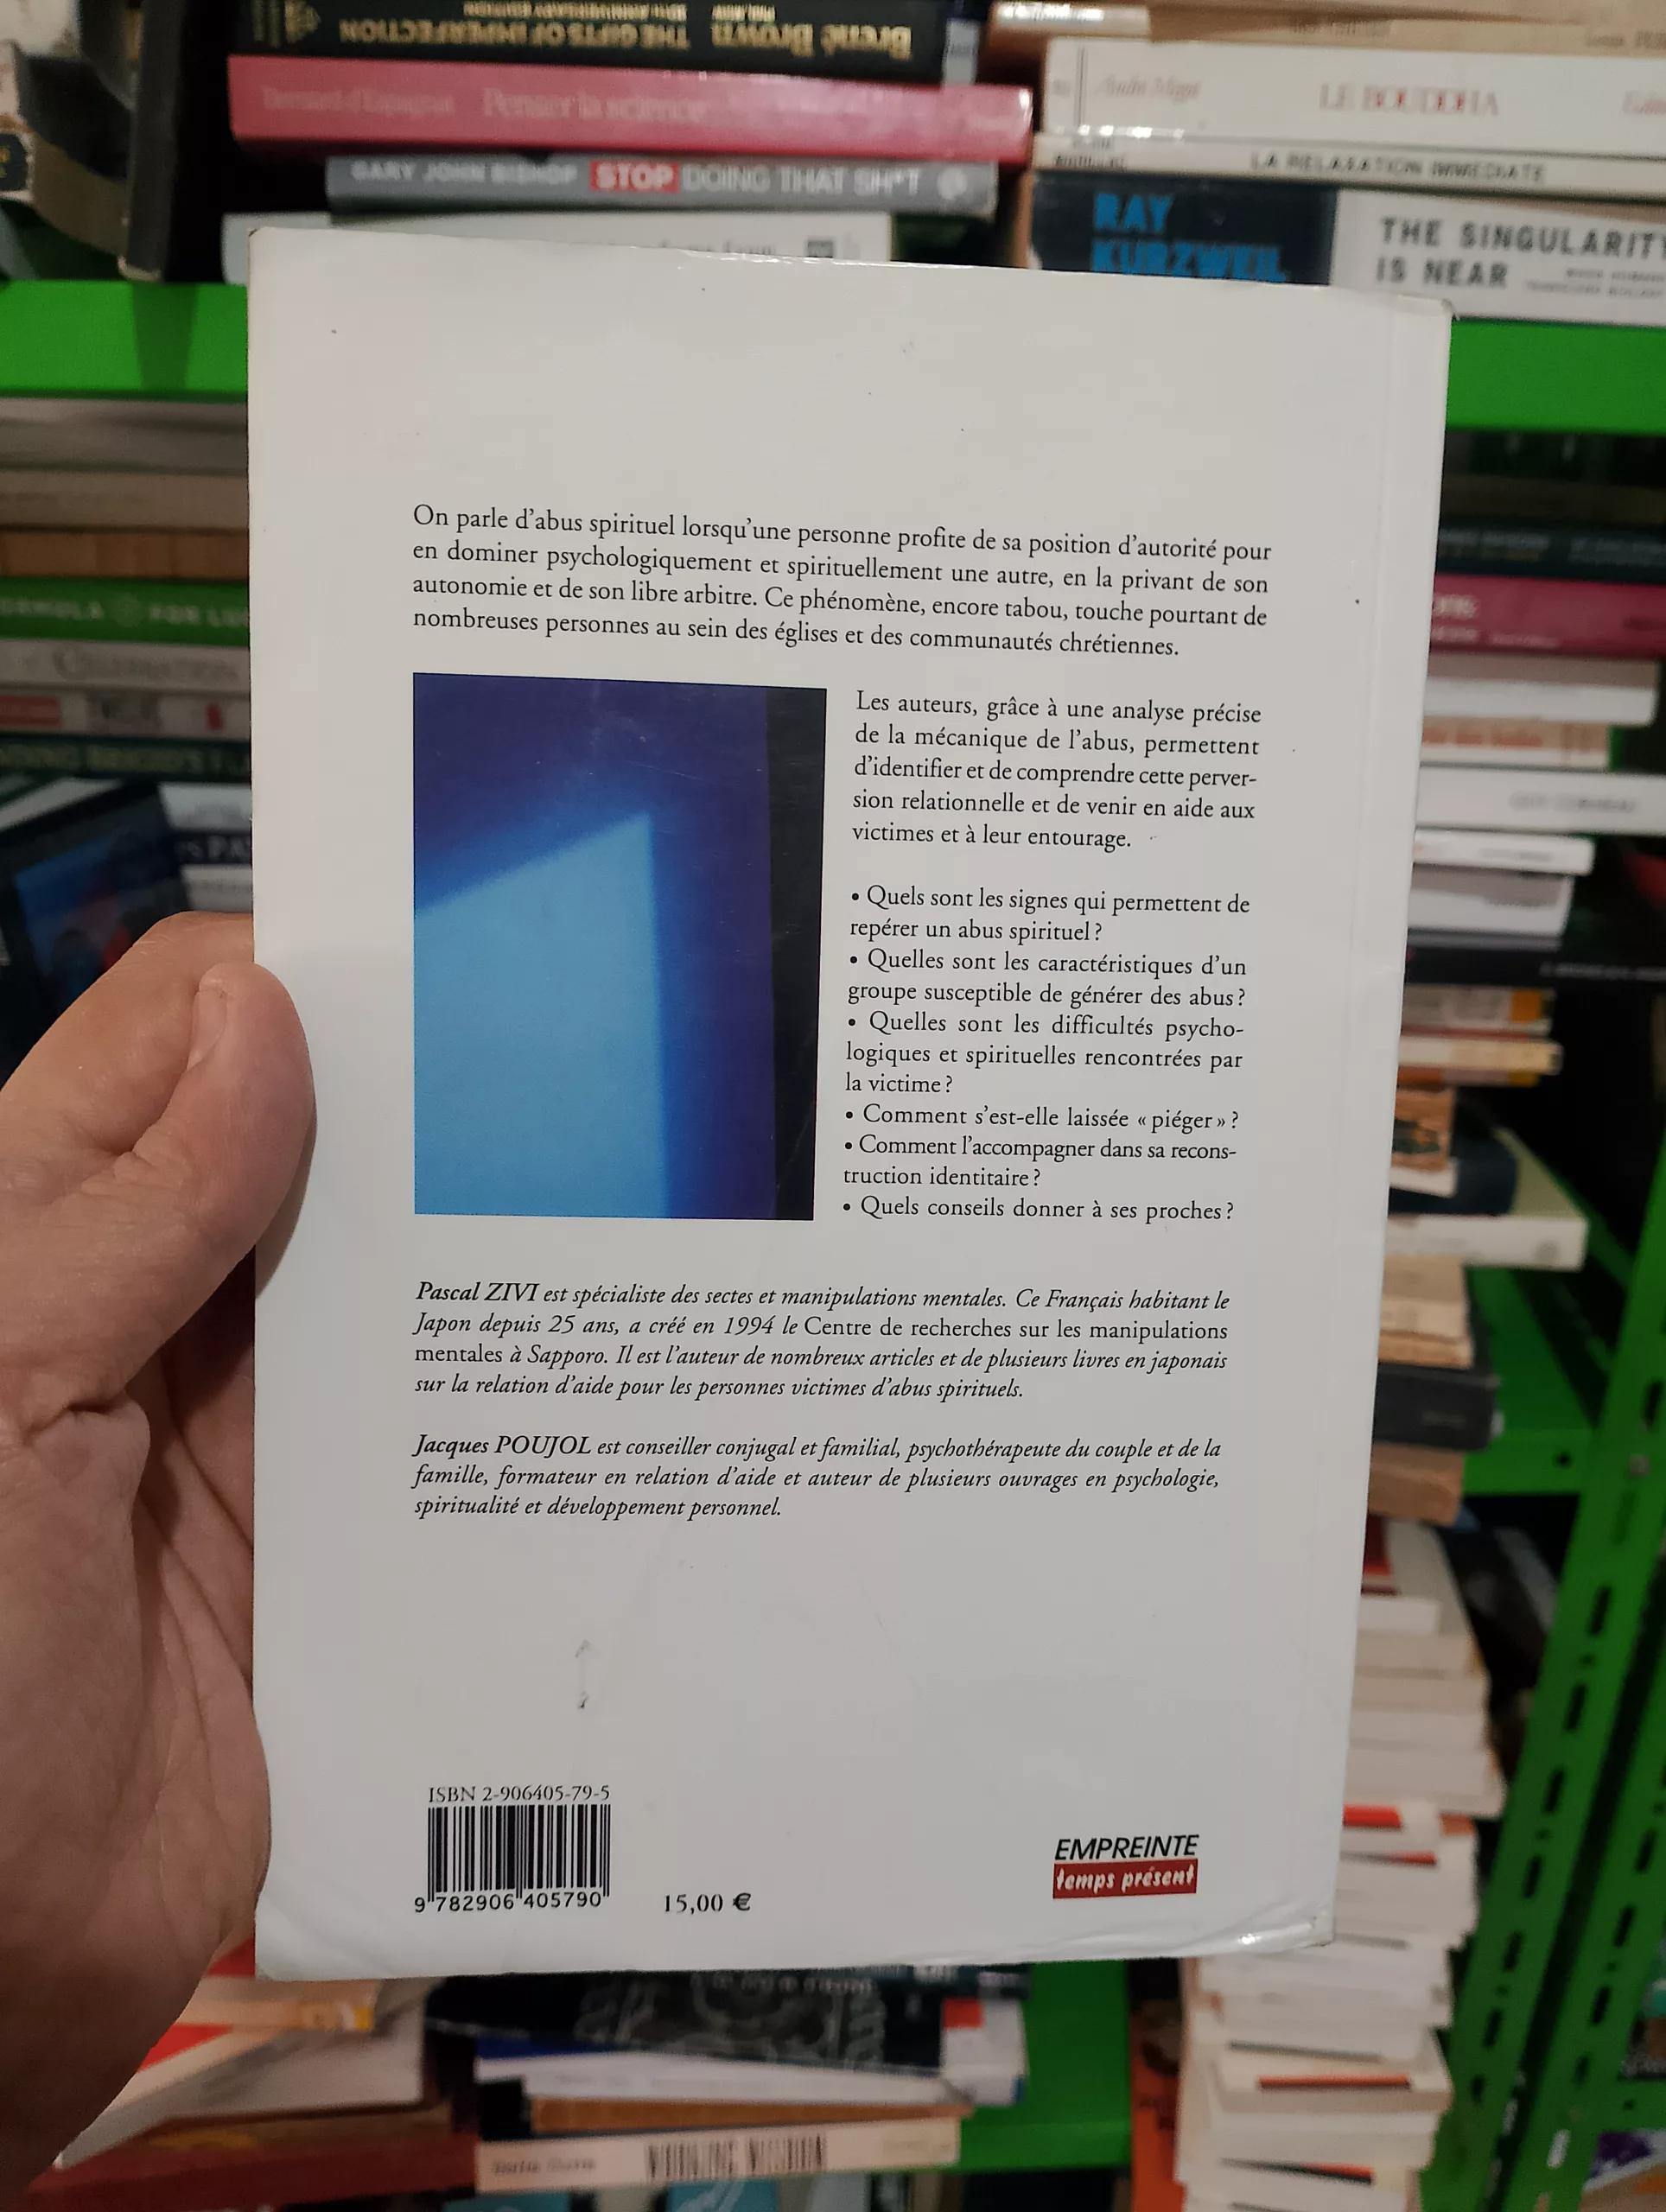 Brené Brown
THE GIFTS OF IMPERFECTION
10TH ANNIVERSARY EDITION
Penser la science
GARY JOHN BISHOP STOP DOING THAT SH*T
LE BOUDDHA
LA RELAXATION IMMEDIATE
RAY
KURZWEIL
THE SINGULARITY
IS NEAR
On parle d'abus spirituel lorsqu'une personne profite de sa position d'autorité pour
en dominer psychologiquement et spirituellement une autre, en la privant de son
autonomie et de son libre arbitre. Ce phénomène, encore tabou, touche pourtant de
nombreuses personnes au sein des églises et des communautés chrétiennes.
Les auteurs, grâce à une analyse précise
de la mécanique de l'abus, permettent
d'identifier et de comprendre cette perver-
sion relationnelle et de venir en aide aux
victimes et à leur entourage.
• Quels sont les signes qui permettent de
repérer un abus spirituel ?
• Quelles sont les caractéristiques d'un
groupe susceptible de générer des abus ?
• Quelles sont les difficultés psycho-
logiques et spirituelles rencontrées par
la victime ?
• Comment s'est-elle laissée « piéger » ?
• Comment l'accompagner dans sa recons-
truction identitaire ?
• Quels conseils donner à ses proches ?
Pascal ZIVI est spécialiste des sectes et manipulations mentales. Ce Français habitant le
Japon depuis 25 ans, a créé en 1994 le Centre de recherches sur les manipulations
mentales à Sapporo. Il est l'auteur de nombreux articles et de plusieurs livres en japonais
sur la relation d'aide pour les personnes victimes d'abus spirituels.
Jacques POUJOL est conseiller conjugal et familial, psychothérapeute du couple et de la
famille, formateur en relation d'aide et auteur de plusieurs ouvrages en psychologie,
spiritualité et développement personnel.
ISBN 2-906405-79-5
9 782906 405790
15,00 €
EMPREINTE
temps présent